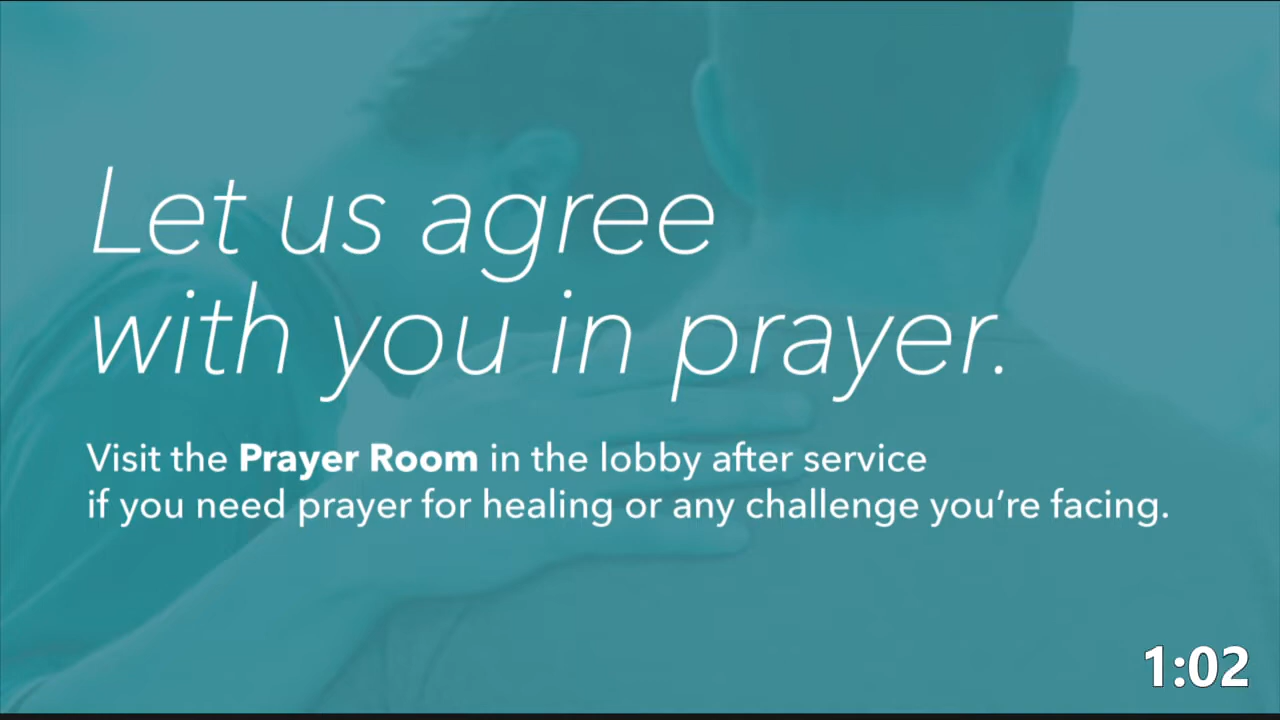 Let us agree
with you in prayer.
Visit the Prayer Room in the lobby after service
if you need prayer for healing or any challenge you’re facing.
1:02